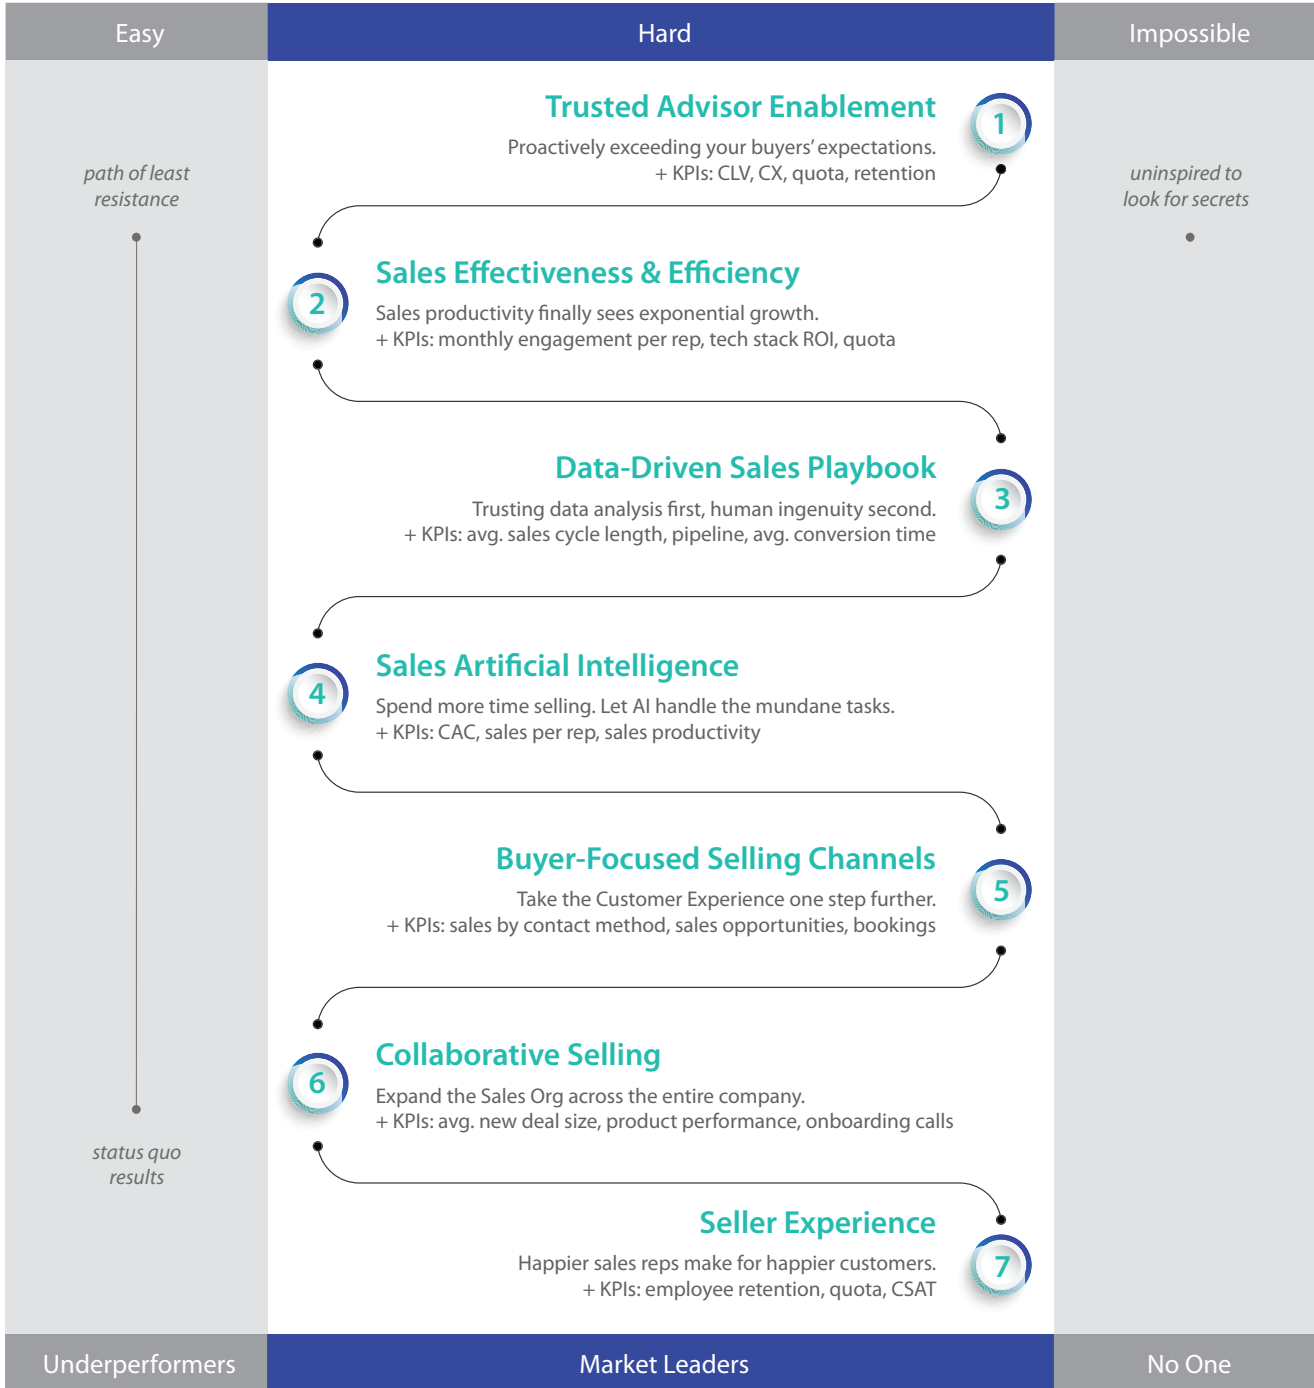 Easy
Hard
Impossible
path of least
resistance
status quo
results
Trusted Advisor Enablement
1
Proactively exceeding your buyers’ expectations.
+ KPIs: CLV, CX, quota, retention
2
Sales Effectiveness & Efficiency
Sales productivity finally sees exponential growth.
+ KPIs: monthly engagement per rep, tech stack ROI, quota
Data-Driven Sales Playbook
3
Trusting data analysis first, human ingenuity second.
+ KPIs: avg. sales cycle length, pipeline, avg. conversion time
4
Sales Artificial Intelligence
Spend more time selling. Let AI handle the mundane tasks.
+ KPIs: CAC, sales per rep, sales productivity
Buyer-Focused Selling Channels
5
Take the Customer Experience one step further.
+ KPIs: sales by contact method, sales opportunities, bookings
6
Collaborative Selling
Expand the Sales Org across the entire company.
+ KPIs: avg. new deal size, product performance, onboarding calls
Seller Experience
7
Happier sales reps make for happier customers.
+ KPIs: employee retention, quota, CSAT
uninspired to
look for secrets
Underperformers
Market Leaders
No One